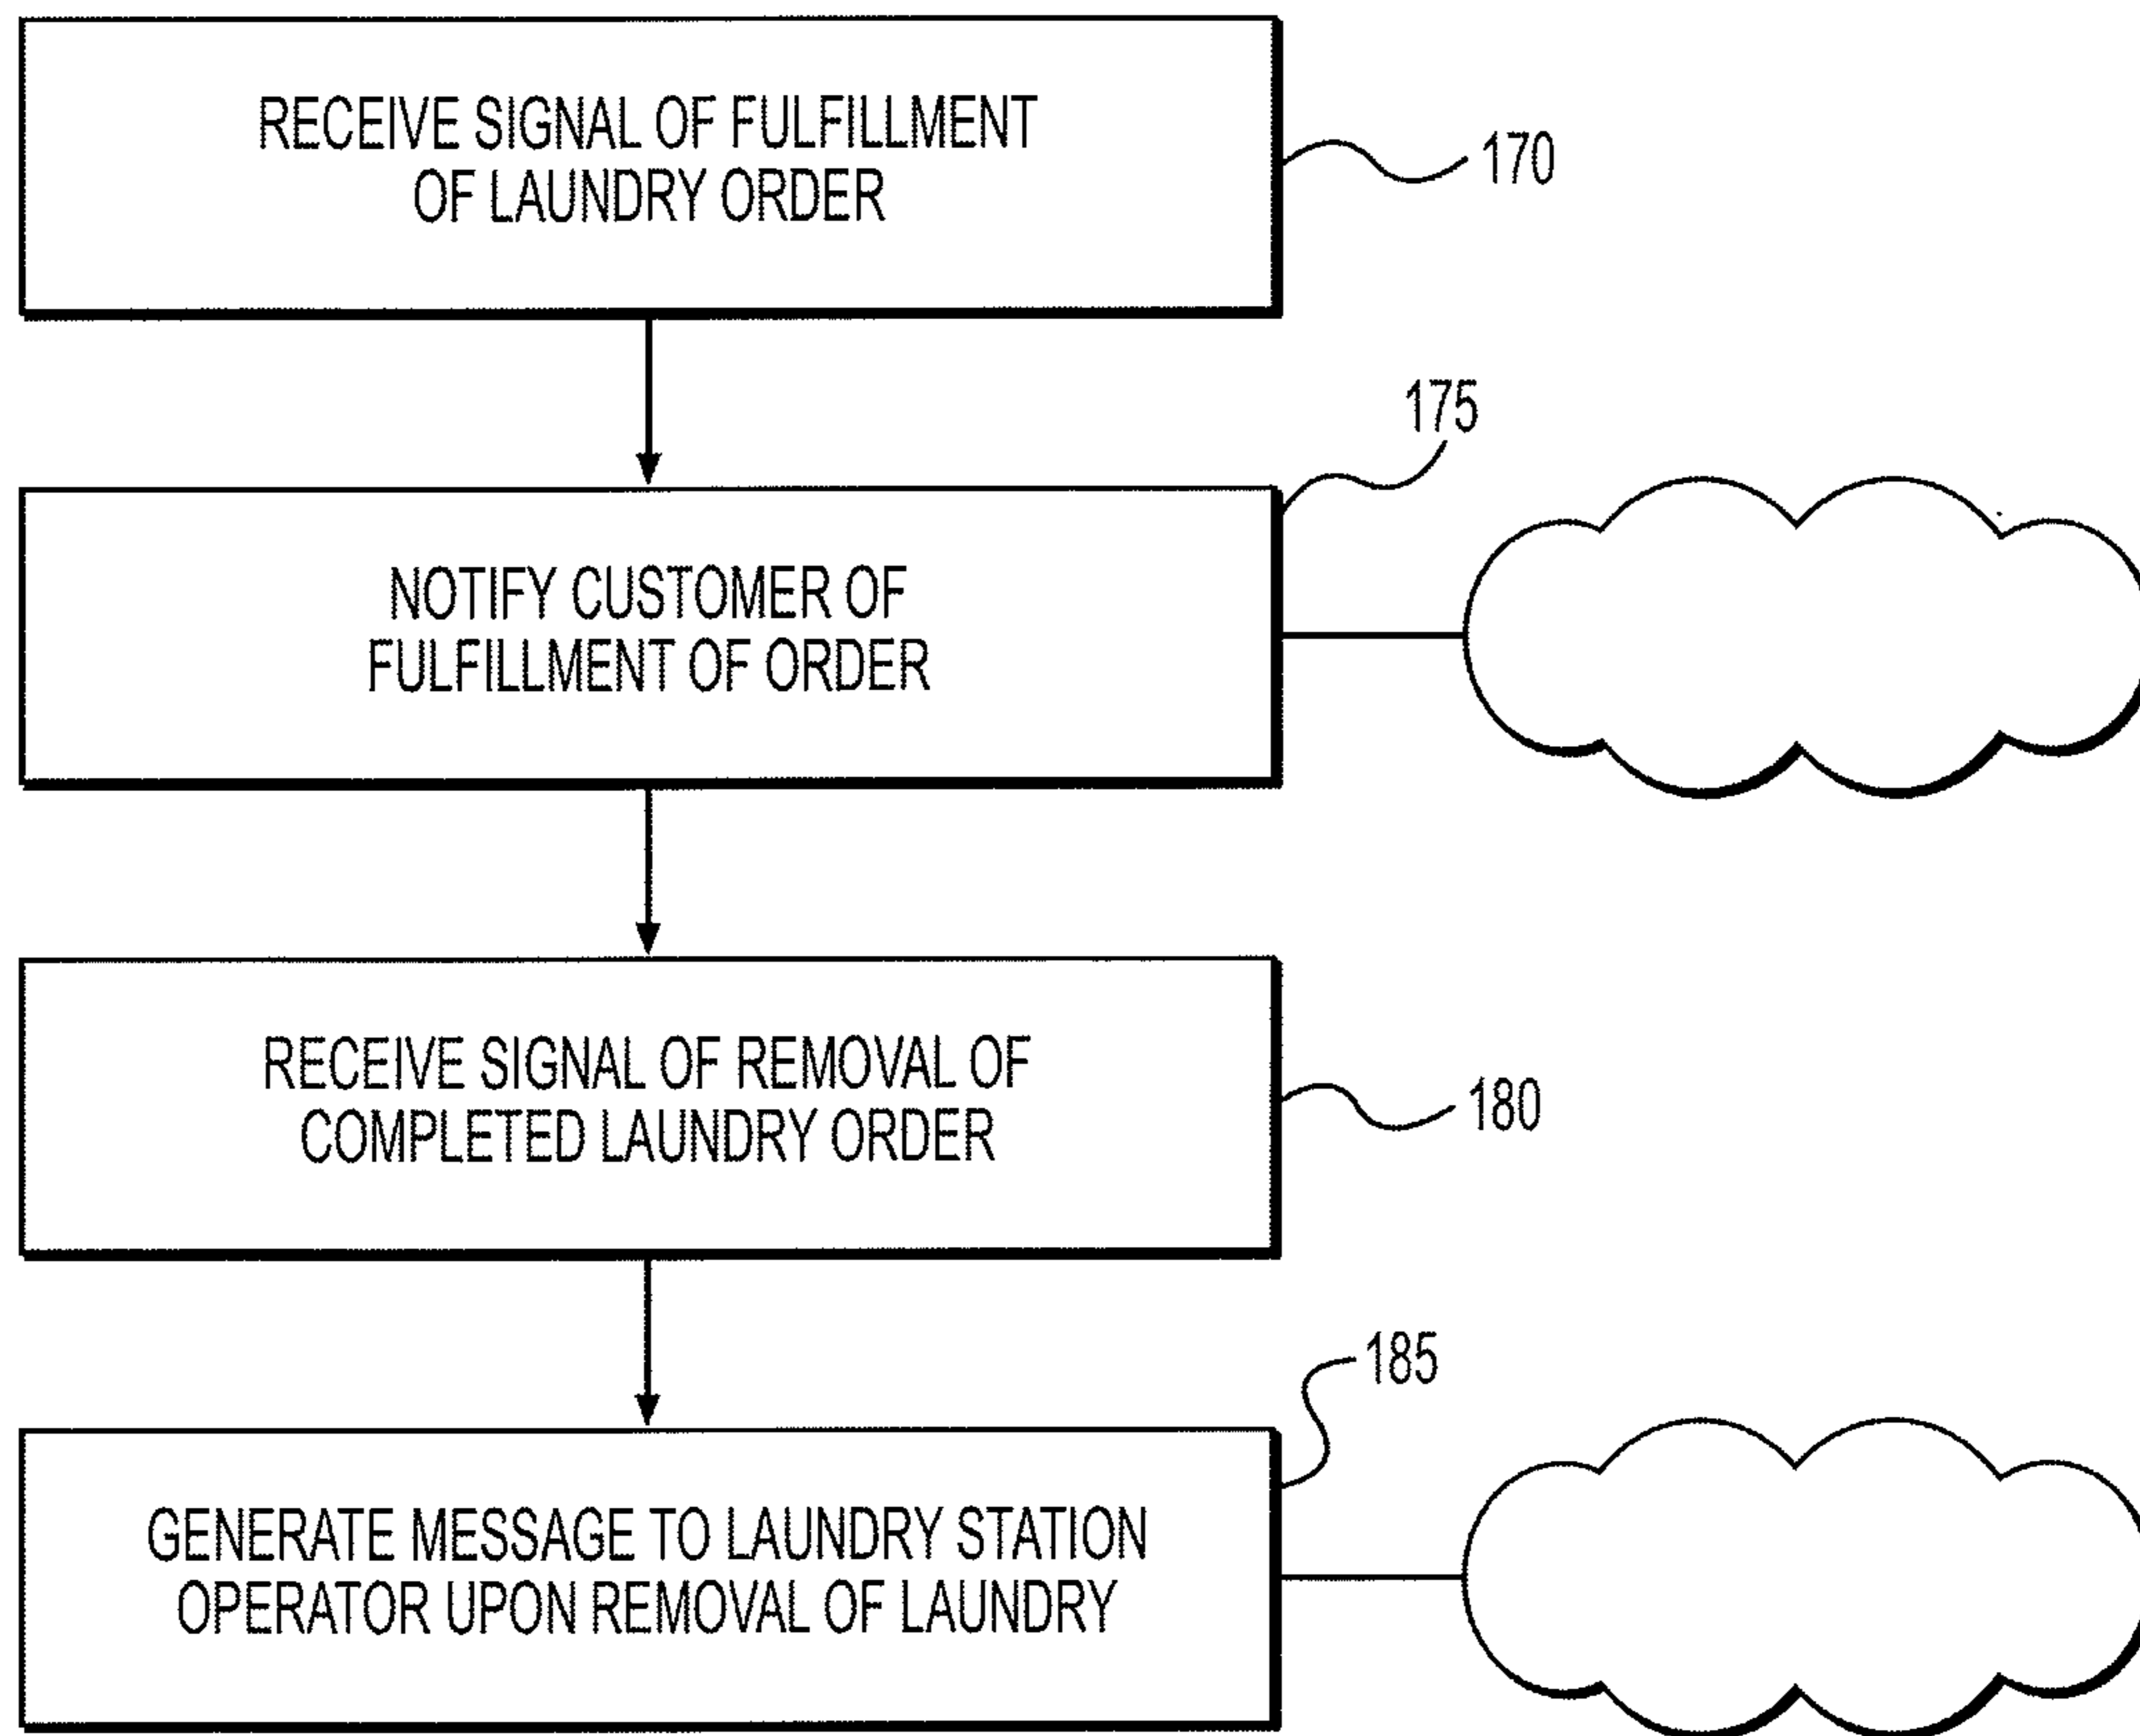 RECEIVE SIGNAL OF FULFILLMENT
OF LAUNDRY ORDER
170
175
NOTIFY CUSTOMER OF
FULFILLMENT OF ORDER
RECEIVE SIGNAL OF REMOVAL OF
COMPLETED LAUNDRY ORDER
180
185
GENERATE MESSAGE TO LAUNDRY STATION
OPERATOR UPON REMOVAL OF LAUNDRY